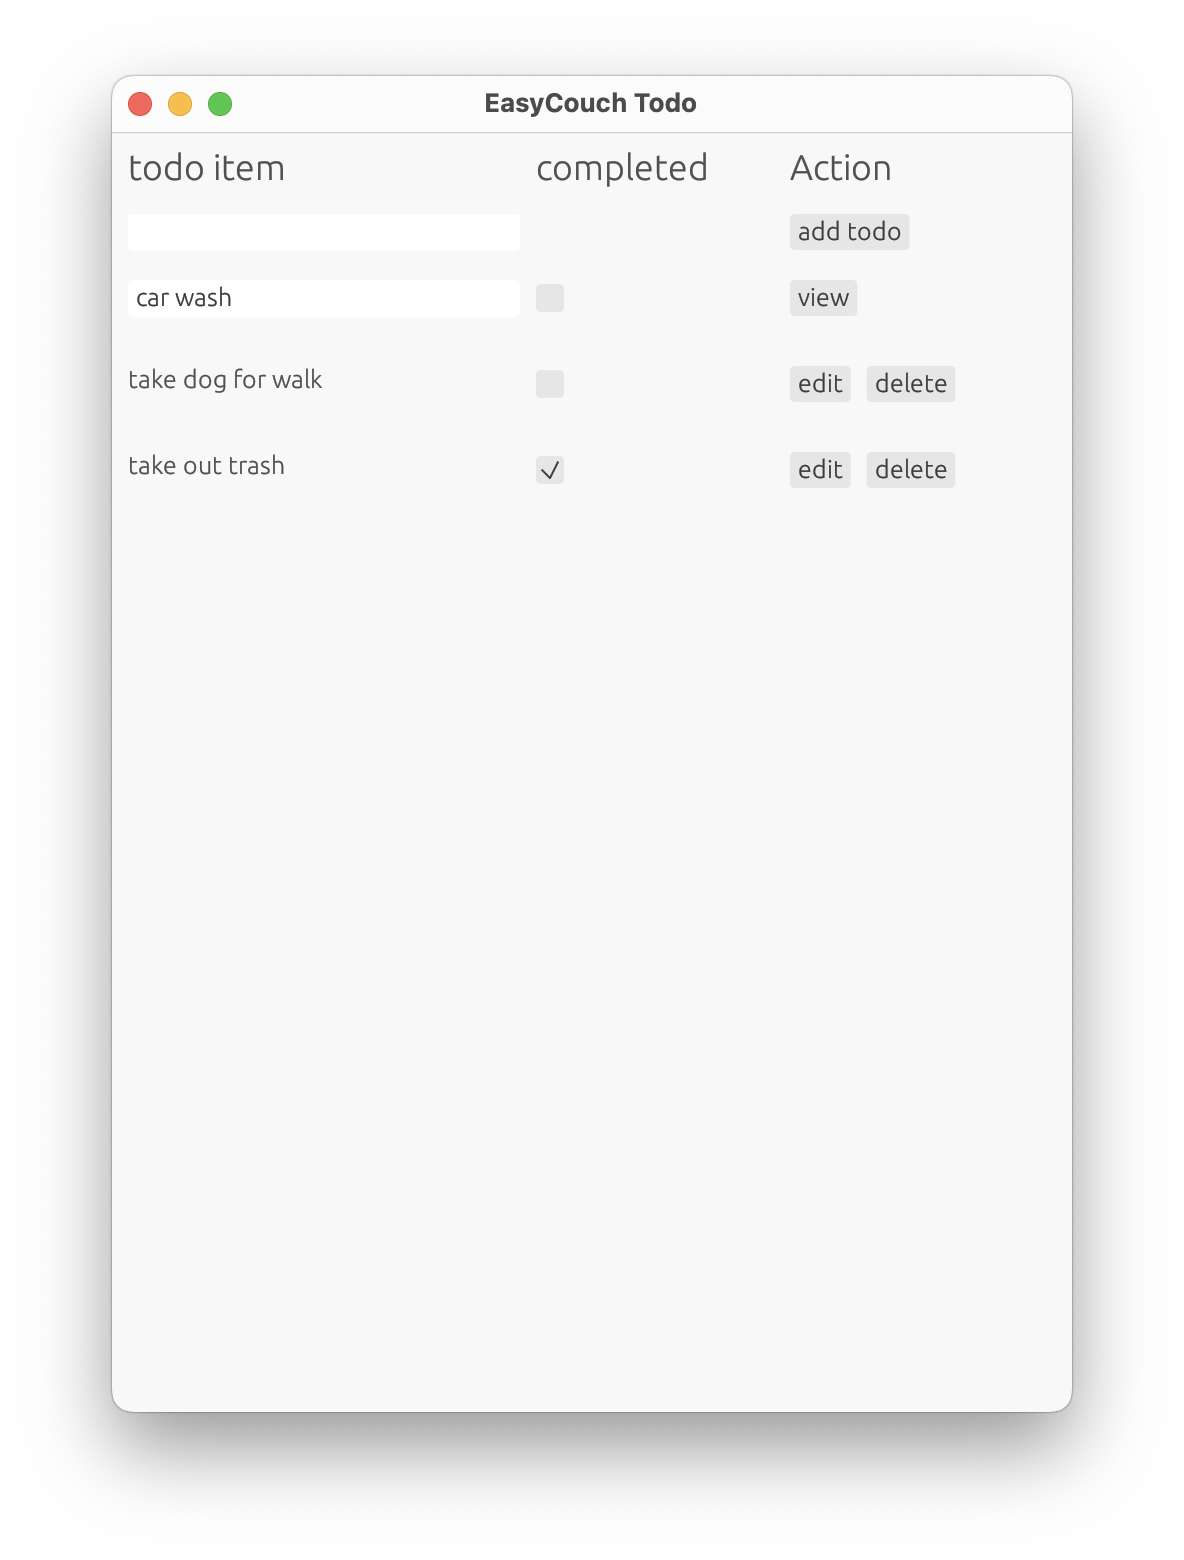 EasyCouch Todo
todo item completed Action
add todo
car wash view
take dog for walk edit delete
take out trash edit delete